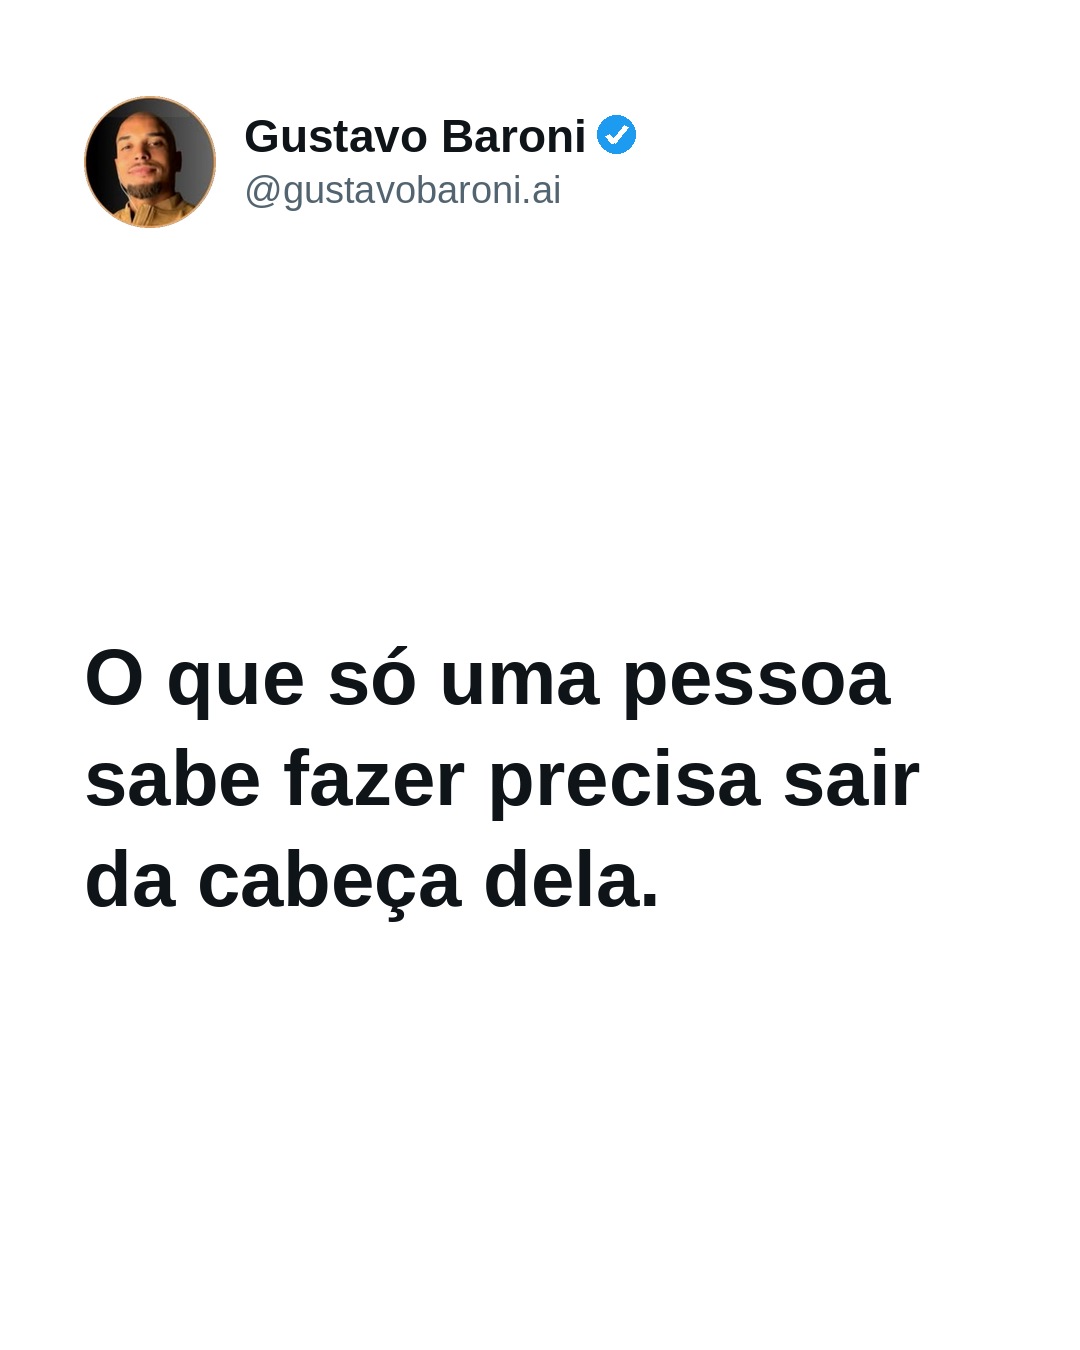 Gustavo Baroni
@gustavobaroni.ai
O que só uma pessoa
sabe fazer precisa sair
da cabeça dela.